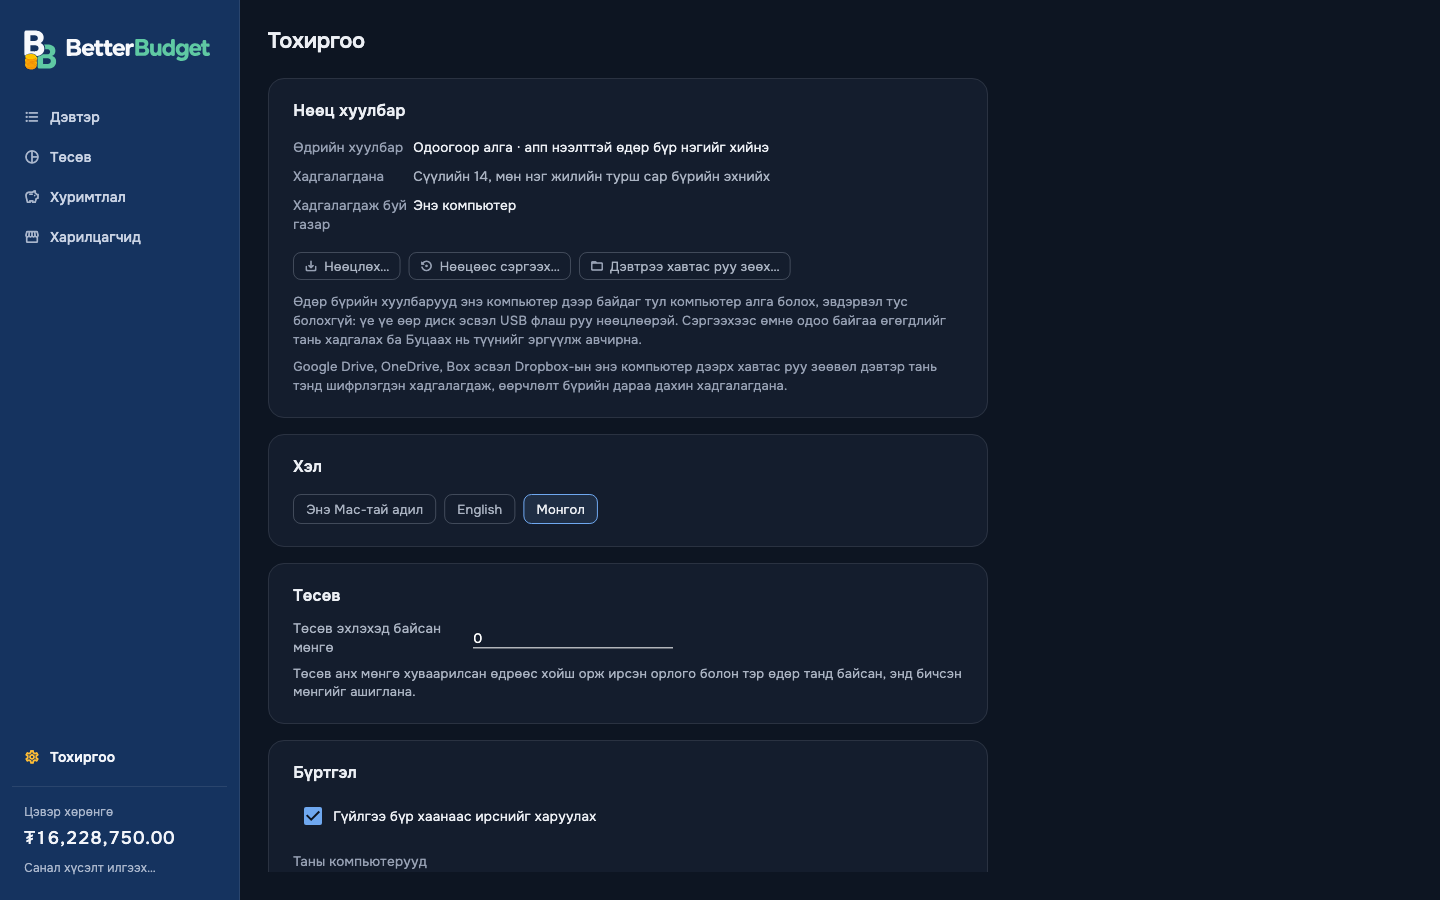 BetterBudget
Дэвтэр
Төсөв
Хуримтлал
Харилцагчид
Тохиргоо
Цэвэр хөрөнгө
₮16,228,750.00
Санал хүсэлт илгээх...
Тохиргоо
Нөөц хуулбар
Өдрийн хуулбар Одоогоор алга · апп нээлттэй өдөр бүр нэгийг хийнэ
Хадгалагдана Сүүлийн 14, мөн нэг жилийн турш сар бүрийн эхнийх
Хадгалагдаж буй Энэ компьютер
газар
Нөөцлөх... Нөөцөөс сэргээх... Дэвтрээ хавтас руу зөөх...
Өдөр бүрийн хуулбарууд энэ компьютер дээр байдаг тул компьютер алга болох, эвдэрвэл тус
болохгүй: үе үе өөр диск эсвэл USB флаш руу нөөцлөөрэй. Сэргээхээс өмнө одоо байгаа өгөгдлийг
тань хадгалах ба Буцаах нь түүнийг эргүүлж авчирна.
Google Drive, OneDrive, Box эсвэл Dropbox-ын энэ компьютер дээрх хавтас руу зөөвөл дэвтэр тань
тэнд шифрлэгдэн хадгалагдаж, өөрчлөлт бүрийн дараа дахин хадгалагдана.
Хэл
Энэ Mac-тай адил English Монгол
Төсөв
Төсөв эхлэхэд байсан
мөнгө
0
Төсөв анх мөнгө хуваарилсан өдрөөс хойш орж ирсэн орлого болон тэр өдөр танд байсан, энд бичсэн
мөнгийг ашиглана.
Бүртгэл
Гүйлгээ бүр хаанаас ирснийг харуулах
Таны компьютерууд